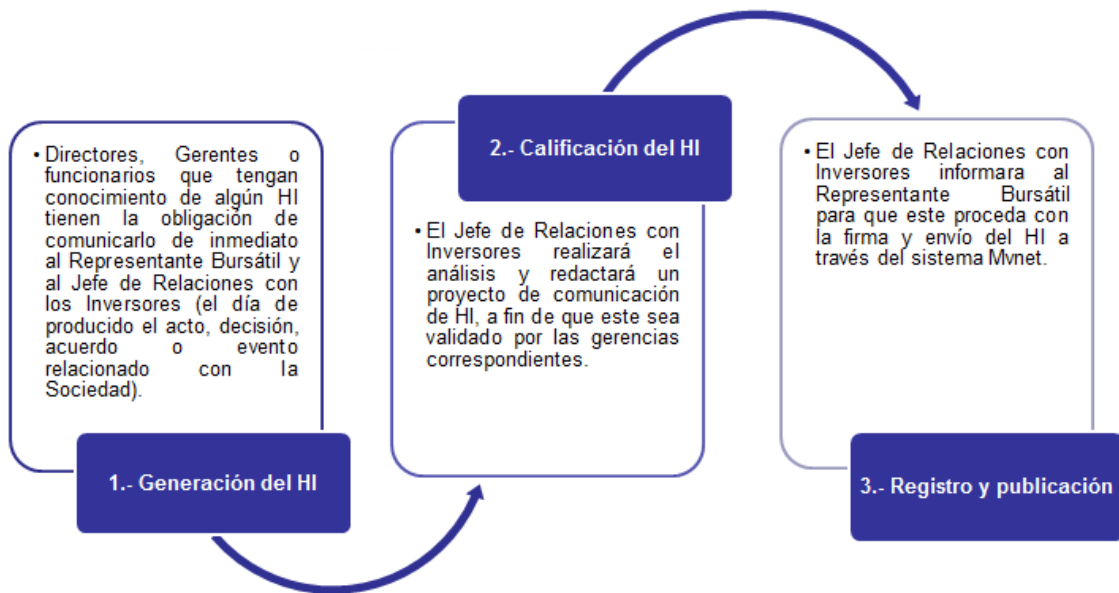 • Directores, Gerentes o
funcionarios que tengan
conocimiento de algún HI
tienen la obligación de
comunicarlo de inmediato
al Representante Bursátil y
al Jefe de Relaciones con
los Inversores (el día de
producido el acto, decisión,
acuerdo o evento
relacionado con la
Sociedad).
1.- Generación del HI
2.- Calificación del HI
• El Jefe de Relaciones con
Inversores realizará el
análisis y redactará un
proyecto de comunicación
de HI, a fin de que este sea
validado por las gerencias
correspondientes.
• El Jefe de Relaciones con
Inversores informara al
Representante Bursátil
para que este proceda con
la firma y envío del HI a
través del sistema Mvnet.
3.- Registro y publicación